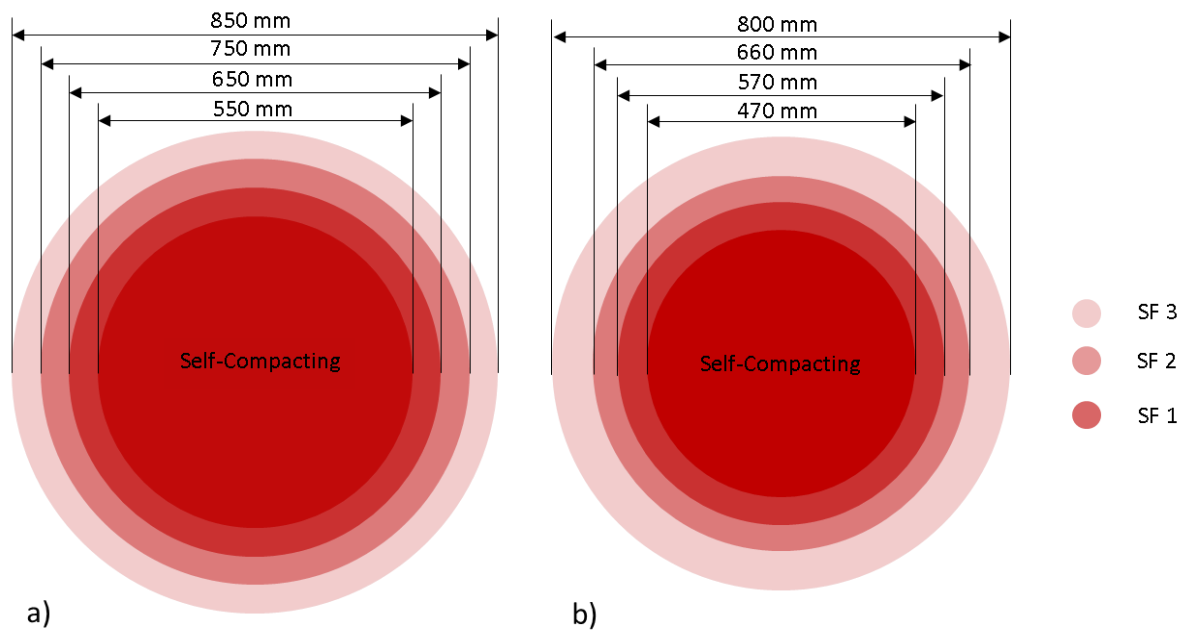 850 mm
750 mm
650 mm
550 mm
Self-Compacting
a)
800 mm
660 mm
570 mm
470 mm
Self-Compacting
b)
SF 3
SF 2
SF 1